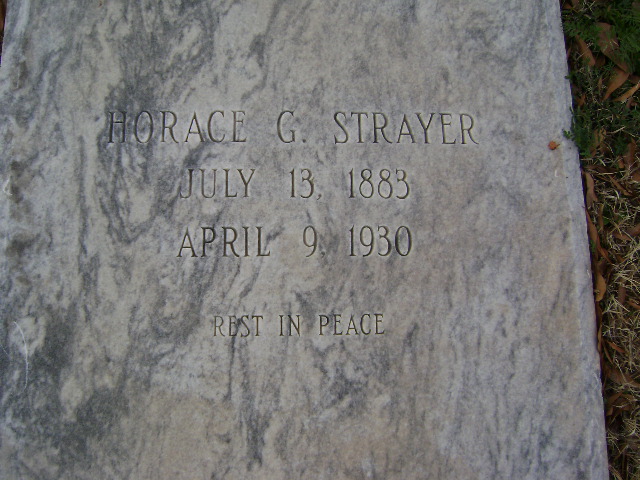 HORACE G. STRAYER
JULY 13, 1883
APRIL 9, 1930
REST IN PEACE